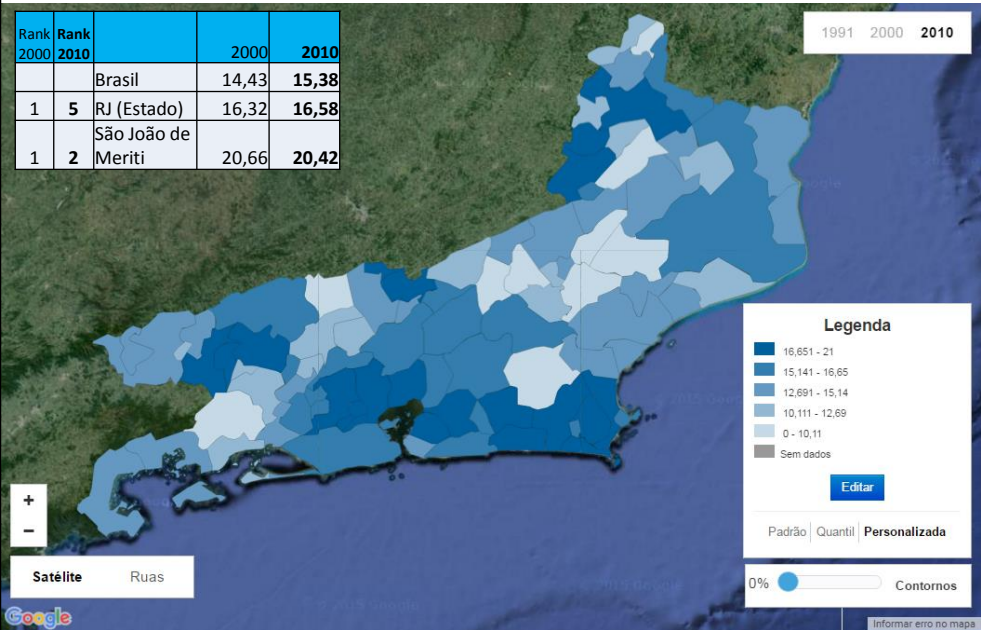 Rank Rank
2000 2010 2000 2010
Brasil 14,43 15,38
1 5 RJ (Estado) 16,32 16,58
São João de
1 2 Meriti 20,66 20,42
1991 2000 2010
Legenda
16,651 - 21
15,141 - 16,65
12,691 - 15,14
10,111 - 12,69
0 - 10,11
Sem dados
Editar
Padrão Quantil Personalizada
0% Contornos
+
−
Satélite Ruas
Google
Informar erro no mapa